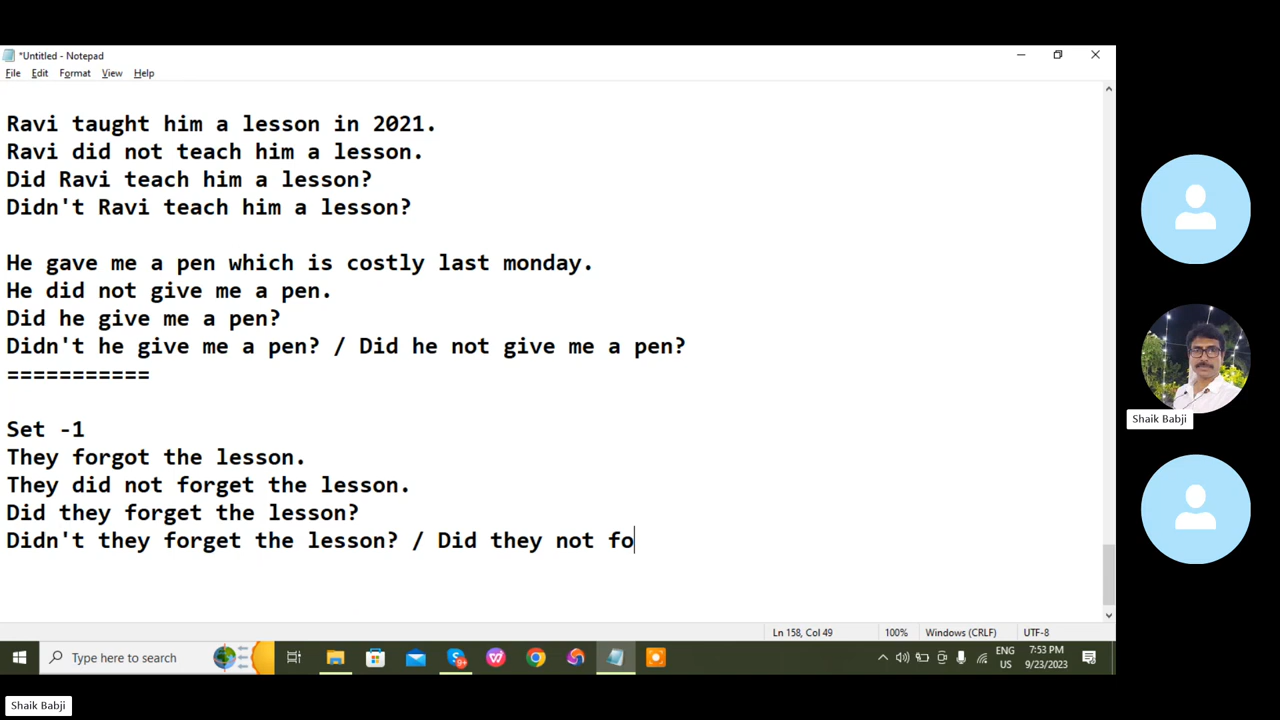 *Untitled - Notepad
File Edit Format View Help
Ravi taught him a lesson in 2021.
Ravi did not teach him a lesson.
Did Ravi teach him a lesson?
Didn't Ravi teach him a lesson?
He gave me a pen which is costly last monday.
He did not give me a pen.
Did he give me a pen?
Didn't he give me a pen? / Did he not give me a pen?
===========
Set -1
They forgot the lesson.
They did not forget the lesson.
Did they forget the lesson?
Didn't they forget the lesson? / Did they not fo
Shaik Babji
Ln 158, Col 49 100% Windows (CRLF) UTF-8
Type here to search
ENG
US
7:53 PM
9/23/2023
Shaik Babji